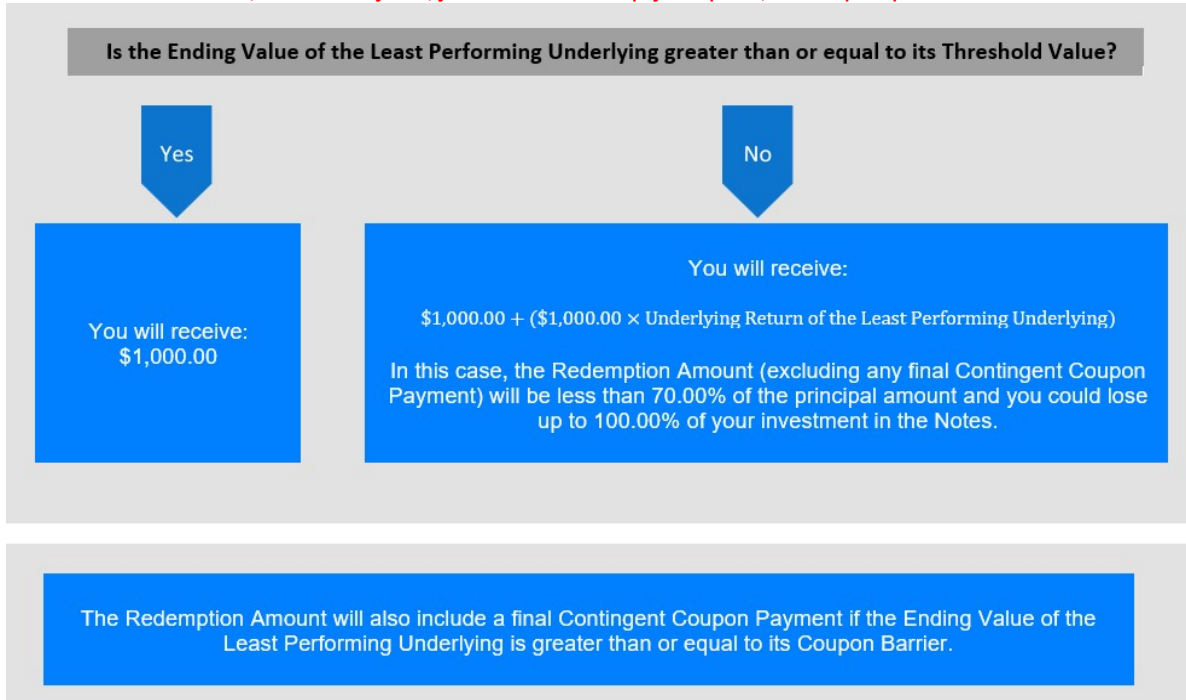 Is the Ending Value of the Least Performing Underlying greater than or equal to its Threshold Value?
Yes
No
You will receive:
$1,000.00
You will receive:
$1,000.00 + ($1,000.00 × Underlying Return of the Least Performing Underlying)
In this case, the Redemption Amount (excluding any final Contingent Coupon
Payment) will be less than 70.00% of the principal amount and you could lose
up to 100.00% of your investment in the Notes.
The Redemption Amount will also include a final Contingent Coupon Payment if the Ending Value of the
Least Performing Underlying is greater than or equal to its Coupon Barrier.